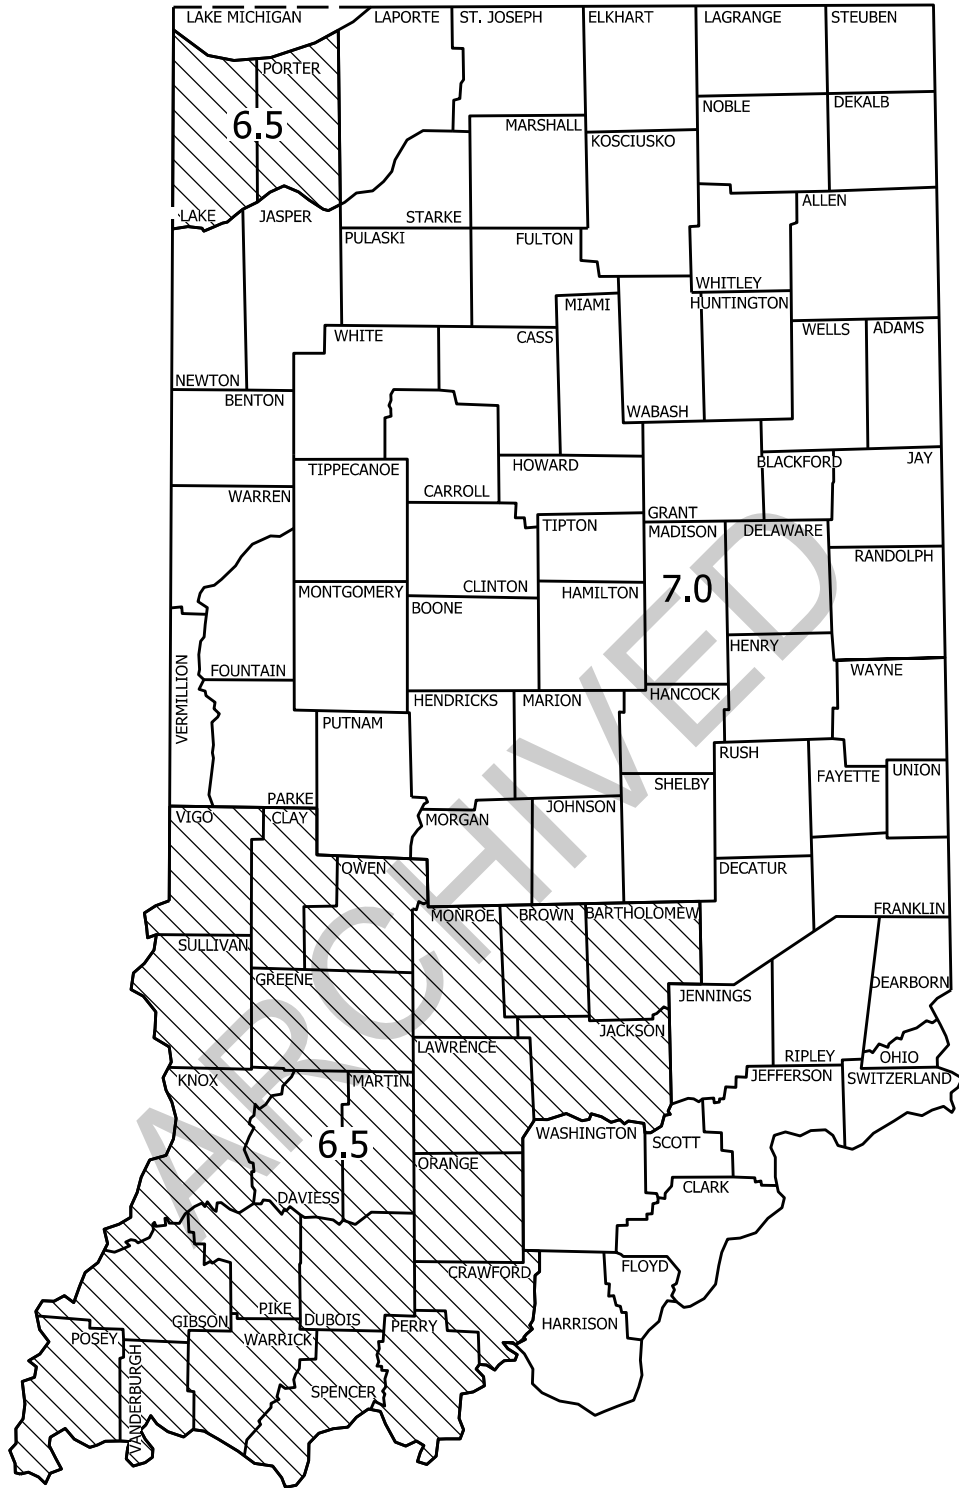 LAKE MICHIGAN
LAPORTE
ST. JOSEPH
ELKHART
LAGRANGE
STEUBEN
PORTER
NOBLE
DEKALB
6.5
MARSHALL
KOSCIUSKO
ALLEN
LAKE
JASPER
STARKE
PULASKI
FULTON
WHITLEY
MIAMI
HUNTINGTON
WHITE
CASS
WELLS
ADAMS
NEWTON
BENTON
WABASH
TIPPECANOE
HOWARD
BLACKFORD
JAY
WARREN
CARROLL
GRANT
TIPTON
MADISON
DELAWARE
RANDOLPH
MONTGOMERY
CLINTON
HAMILTON
7.0
BOONE
HENRY
VERMILLION
FOUNTAIN
WAYNE
HENDRICKS
MARION
HANCOCK
PUTNAM
RUSH
FAYETTE
UNION
SHELBY
PARKE
VIGO
CLAY
MORGAN
JOHNSON
OWEN
DECATUR
FRANKLIN
MONROE
BROWN
BARTHOLOMEW
SULLIVAN
GREENE
DEARBORN
JENNINGS
JACKSON
LAWRENCE
RIPLEY
OHIO
KNOX
MARTIN
JEFFERSON
SWITZERLAND
6.5
WASHINGTON
SCOTT
ORANGE
DAVIESS
CLARK
CRAWFORD
FLOYD
PIKE
GIBSON
DUBOIS
PERRY
HARRISON
POSEY
WARRICK
VANDERBURGH
SPENCER
ARCHIVED